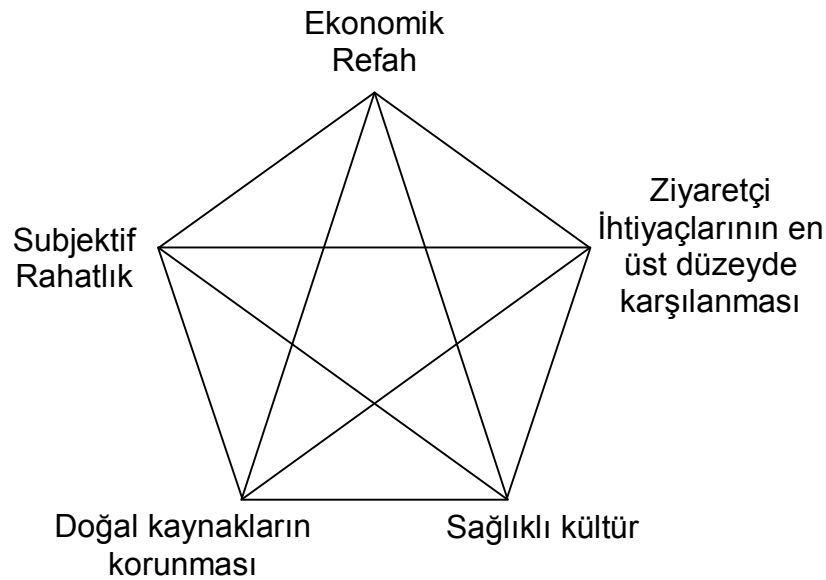 Ekonomik
Refah
Subjektif
Rahatlık
Ziyaretçi
İhtiyaçlarının en
üst düzeyde
karşılanması
Doğal kaynakların
korunması
Sağlıklı kültür